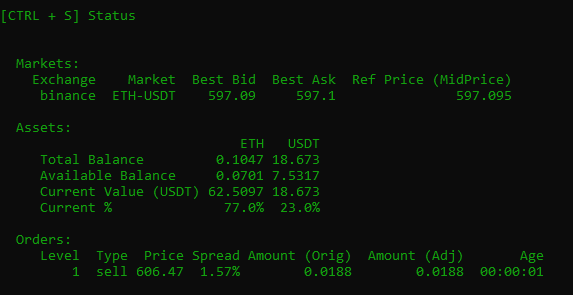 [CTRL + S] Status
Markets:
Exchange Market Best Bid Best Ask Ref Price (MidPrice)
binance ETH-USDT 597.09 597.1 597.095
Assets:
ETH USDT
Total Balance 0.1047 18.673
Available Balance 0.0701 7.5317
Current Value (USDT) 62.5097 18.673
Current % 77.0% 23.0%
Orders:
Level Type Price Spread Amount (Orig) Amount (Adj) Age
1 sell 606.47 1.57% 0.0188 0.0188 00:00:01